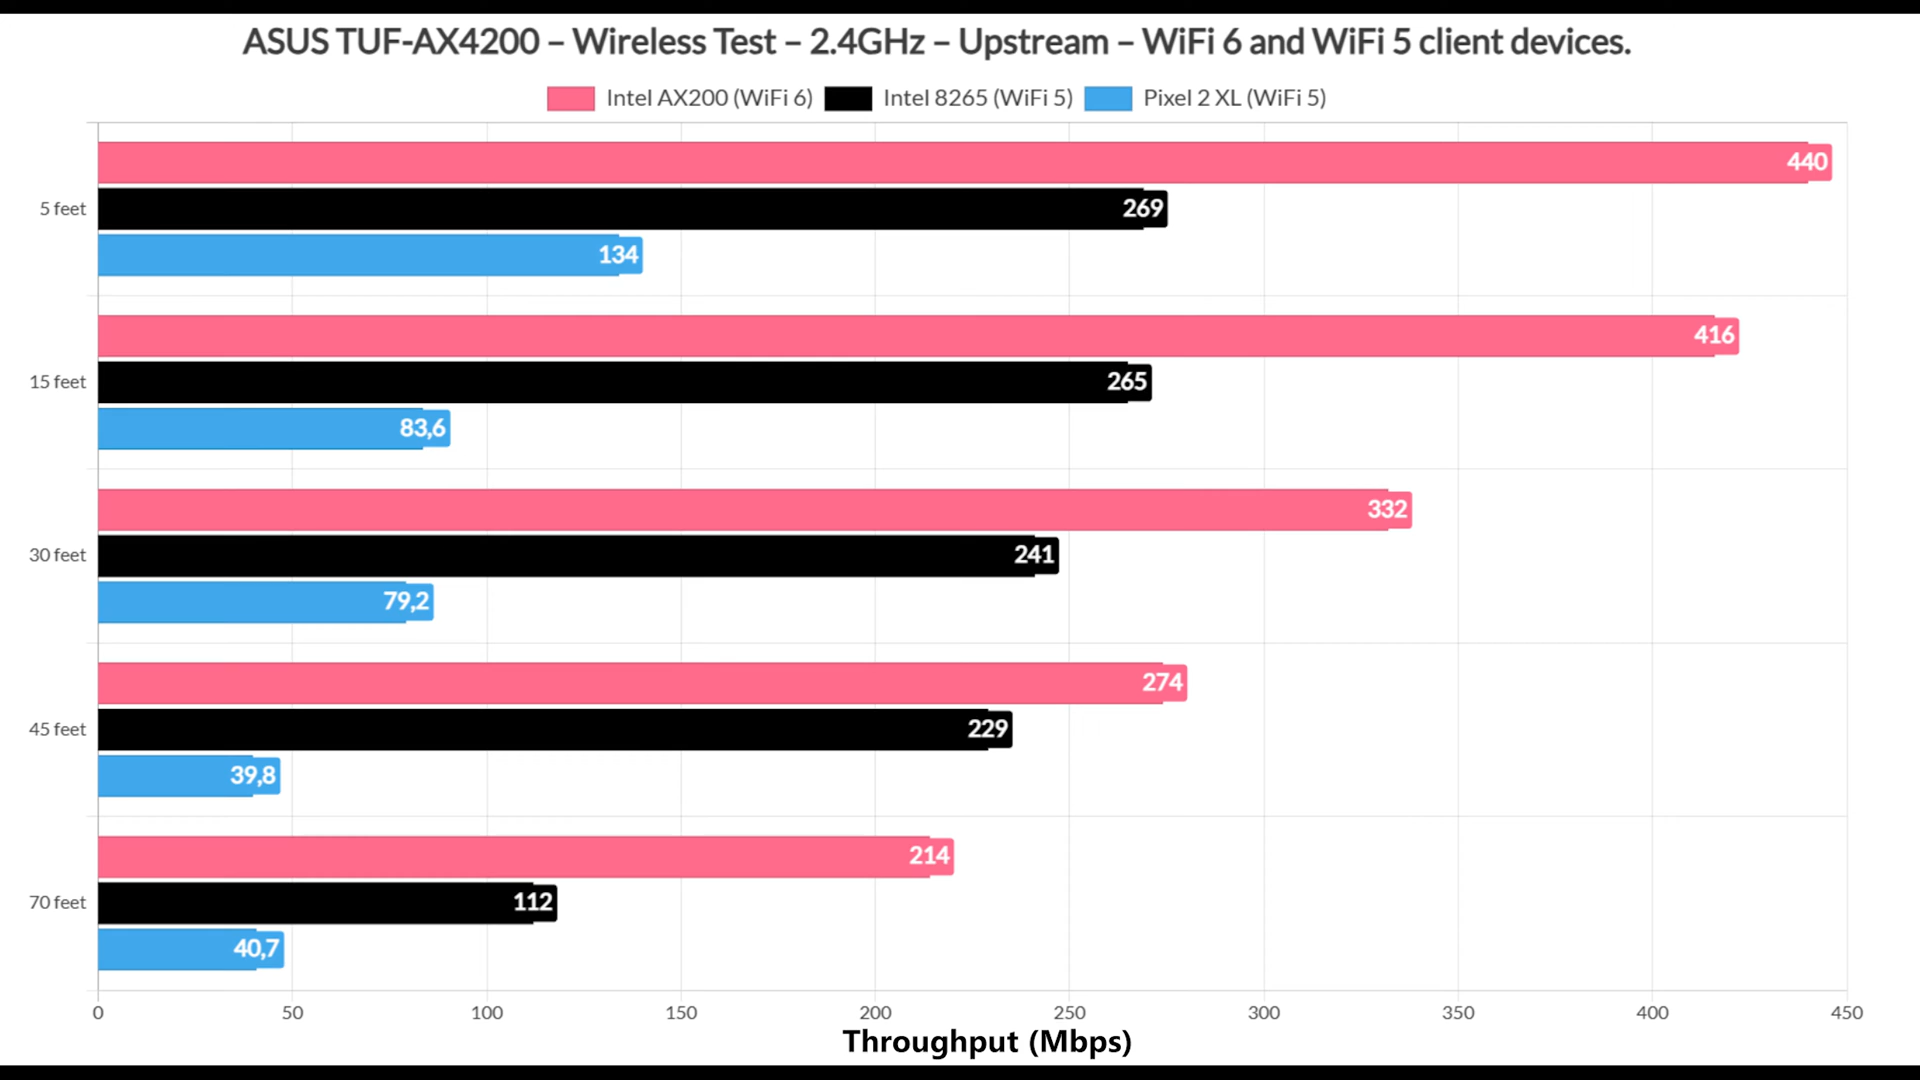 ASUS TUF-AX4200 – Wireless Test – 2.4GHz – Upstream – WiFi 6 and WiFi 5 client devices.
Intel AX200 (WiFi 6) Intel 8265 (WiFi 5) Pixel 2 XL (WiFi 5)
440
5 feet 269
134
416
15 feet 265
83,6
332
30 feet 241
79,2
274
45 feet 229
39,8
214
70 feet 112
40,7
0 50 100 150 200 250 300 350 400 450
Throughput (Mbps)